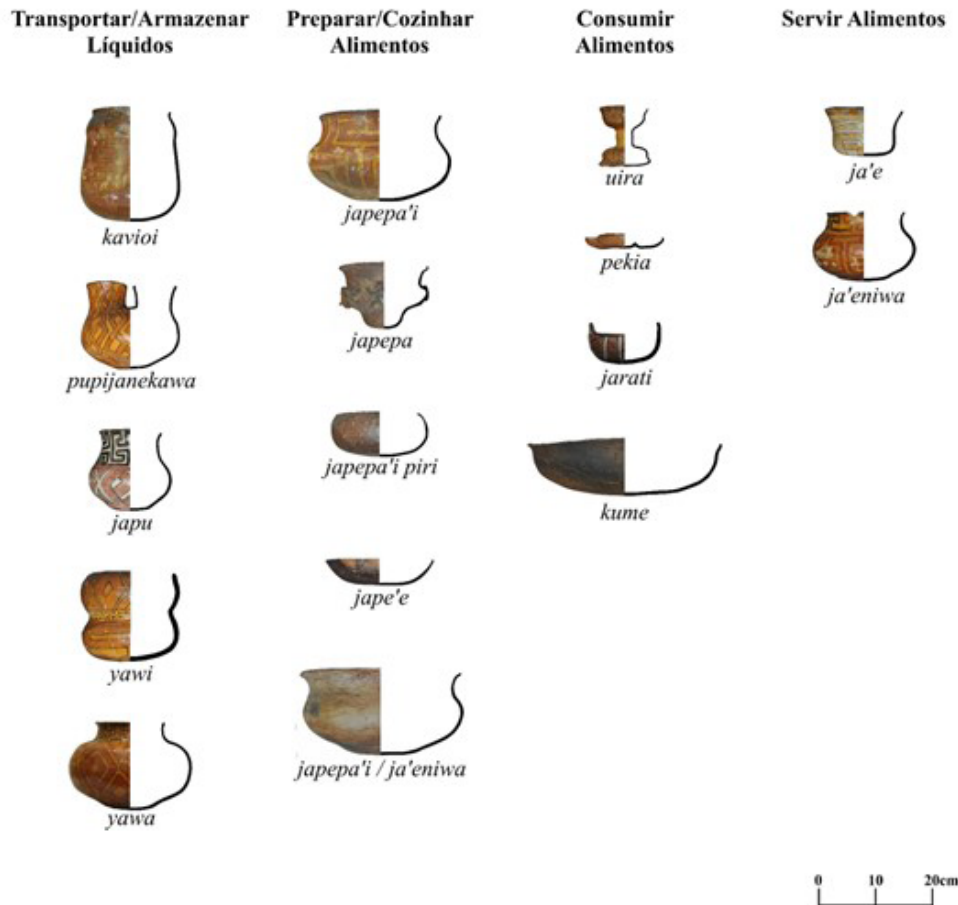 Transportar/Armazenar
Líquidos
Preparar/Cozinhar
Alimentos
Consumir
Alimentos
Servir Alimentos
kavioi
pupijanekawa
japu
yawi
yawa
japepa'i
japepa
japepa'i piri
jape'e
japepa'i / ja'eniwa
uira
pekia
jarati
kume
ja'e
ja'eniwa
0 10 20cm